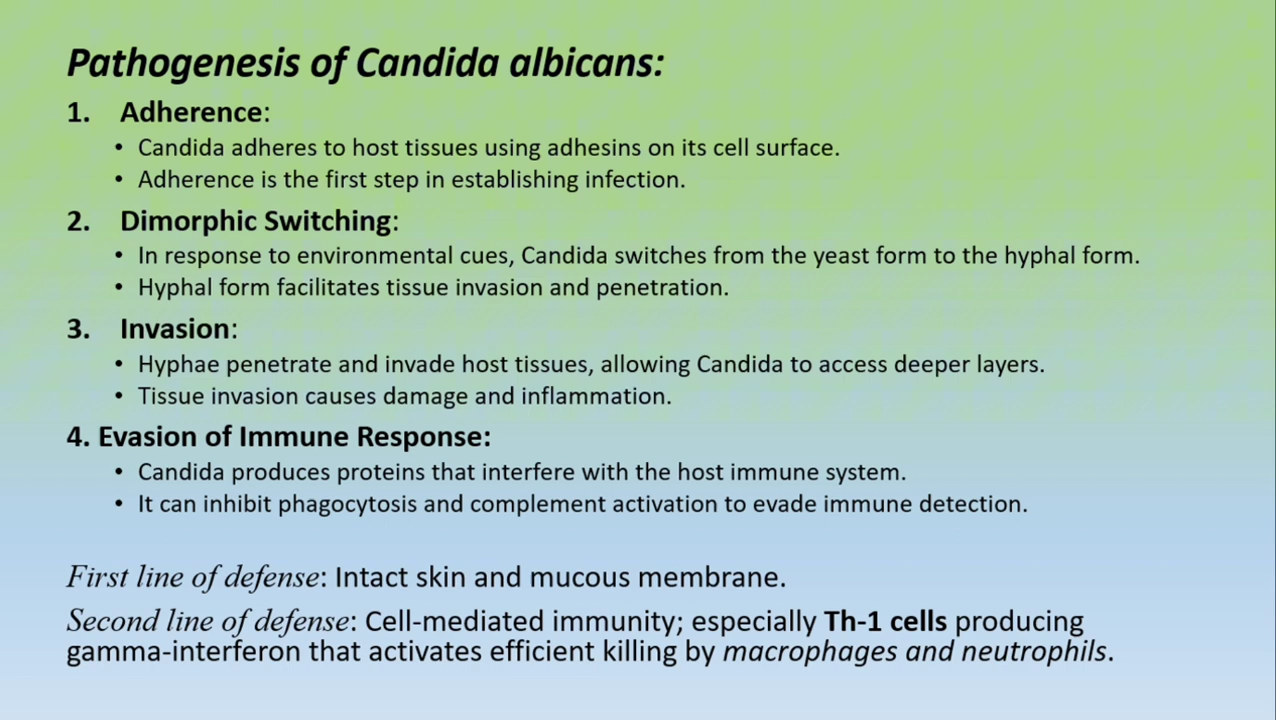 Pathogenesis of Candida albicans:
1. Adherence:
• Candida adheres to host tissues using adhesins on its cell surface.
• Adherence is the first step in establishing infection.
2. Dimorphic Switching:
• In response to environmental cues, Candida switches from the yeast form to the hyphal form.
• Hyphal form facilitates tissue invasion and penetration.
3. Invasion:
• Hyphae penetrate and invade host tissues, allowing Candida to access deeper layers.
• Tissue invasion causes damage and inflammation.
4. Evasion of Immune Response:
• Candida produces proteins that interfere with the host immune system.
• It can inhibit phagocytosis and complement activation to evade immune detection.
First line of defense: Intact skin and mucous membrane.
Second line of defense: Cell-mediated immunity; especially Th-1 cells producing
gamma-interferon that activates efficient killing by macrophages and neutrophils.